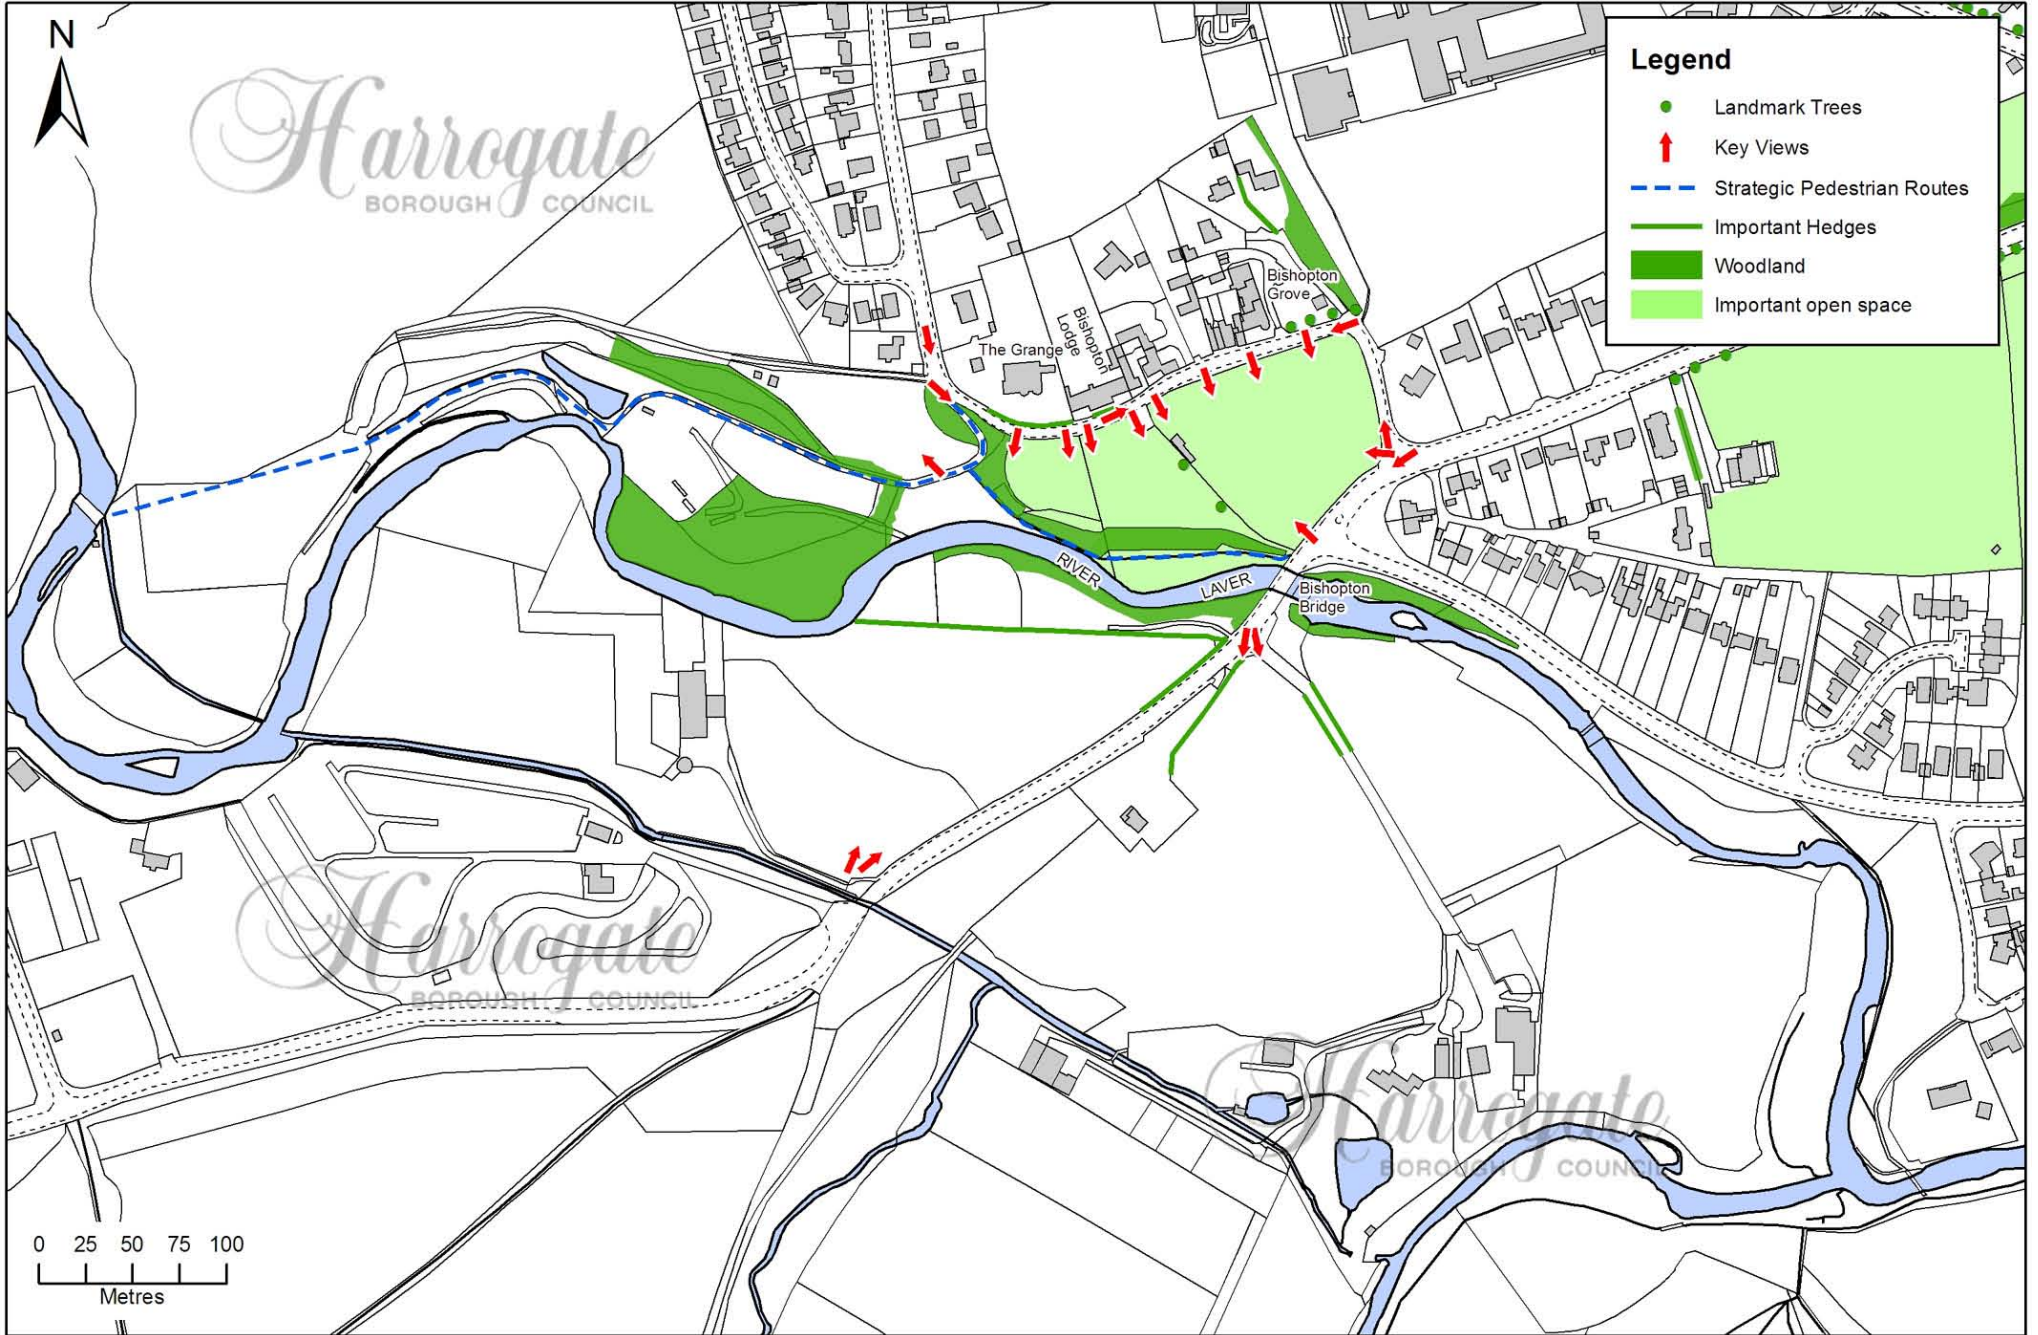 N
Harrogate
BOROUGH COUNCIL
Legend
Landmark Trees
Key Views
Strategic Pedestrian Routes
Important Hedges
Woodland
Important open space
Bishopton
Grove
Bishopton
Lodge
The Grange
RIVER
LAVER
Bishopton
Bridge
Harrogate
BOROUGH COUNCIL
Harrogate
BOROUGH COUNCIL
0 25 50 75 100
Metres